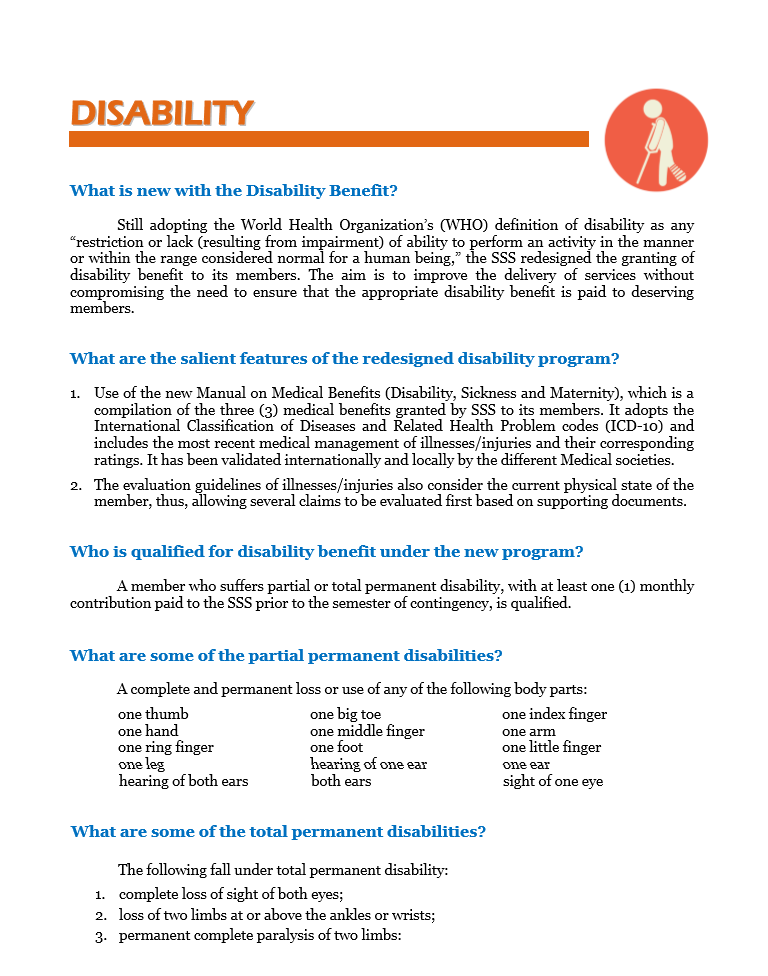 DISABILITY
What is new with the Disability Benefit?
Still adopting the World Health Organization’s (WHO) definition of disability as any
“restriction or lack (resulting from impairment) of ability to perform an activity in the manner
or within the range considered normal for a human being,” the SSS redesigned the granting of
disability benefit to its members. The aim is to improve the delivery of services without
compromising the need to ensure that the appropriate disability benefit is paid to deserving
members.
What are the salient features of the redesigned disability program?
1. Use of the new Manual on Medical Benefits (Disability, Sickness and Maternity), which is a
compilation of the three (3) medical benefits granted by SSS to its members. It adopts the
International Classification of Diseases and Related Health Problem codes (ICD-10) and
includes the most recent medical management of illnesses/injuries and their corresponding
ratings. It has been validated internationally and locally by the different Medical societies.
2. The evaluation guidelines of illnesses/injuries also consider the current physical state of the
member, thus, allowing several claims to be evaluated first based on supporting documents.
Who is qualified for disability benefit under the new program?
A member who suffers partial or total permanent disability, with at least one (1) monthly
contribution paid to the SSS prior to the semester of contingency, is qualified.
What are some of the partial permanent disabilities?
A complete and permanent loss or use of any of the following body parts:
one thumb one big toe one index finger
one hand one middle finger one arm
one ring finger one foot one little finger
one leg hearing of one ear one ear
hearing of both ears both ears sight of one eye
What are some of the total permanent disabilities?
The following fall under total permanent disability:
1. complete loss of sight of both eyes;
2. loss of two limbs at or above the ankles or wrists;
3. permanent complete paralysis of two limbs: